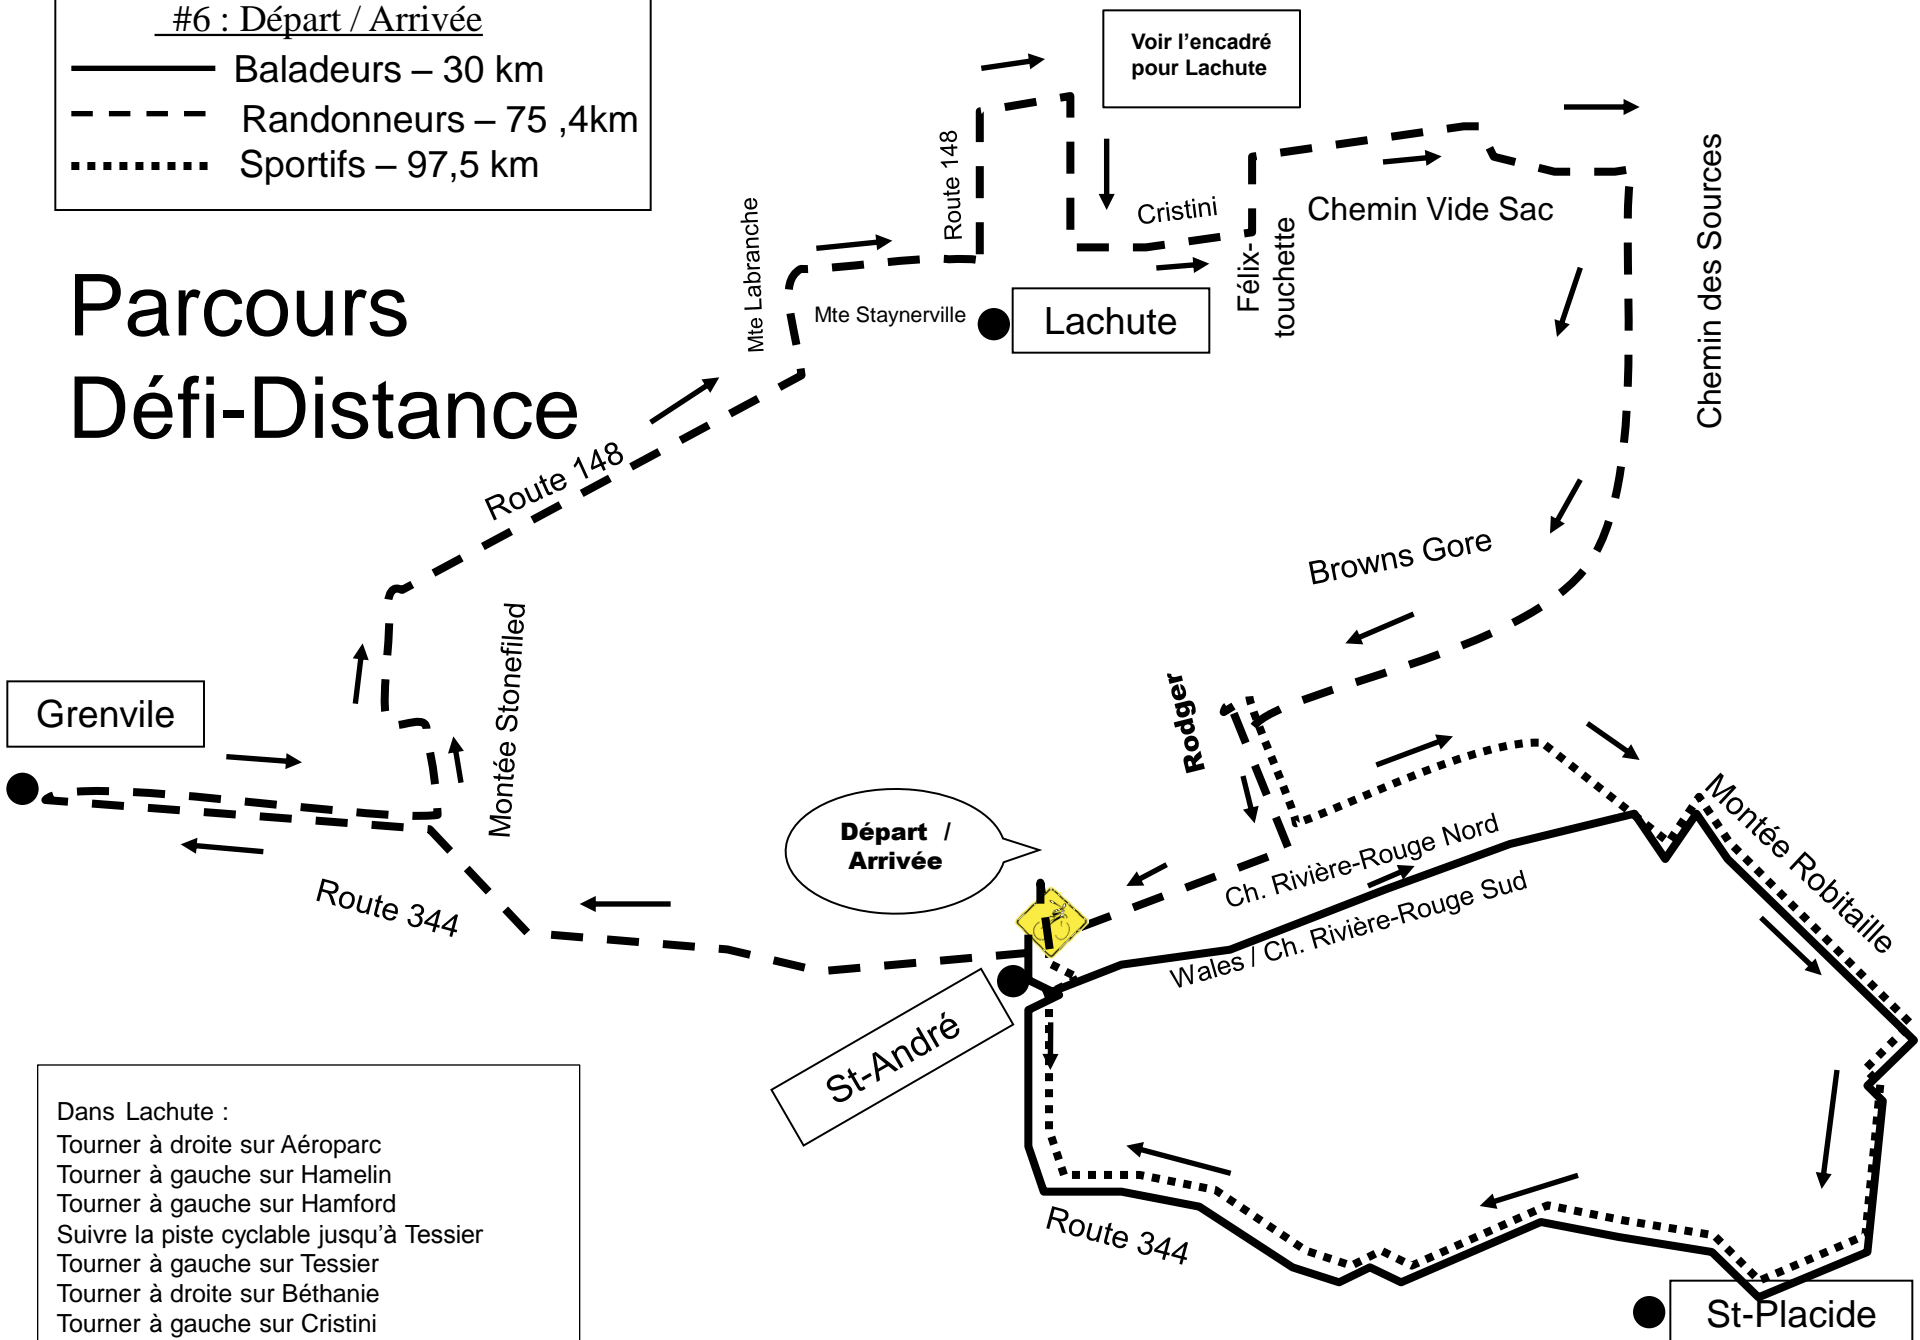 #6 : Départ / Arrivée
Baladeurs – 30 km
Randonneurs – 75 ,4km
Sportifs – 97,5 km
Parcours
Défi-Distance
Voir l'encadré
pour Lachute
Route 148
Mte Labranche
Mte Staynerville
Lachute
Cristini
Félix-
touchette
Chemin Vide Sac
Chemin des Sources
Route 148
Browns Gore
Montée Stonefiled
Grenvile
Rodger
Départ /
Arrivée
Ch. Rivière-Rouge Nord
Wales / Ch. Rivière-Rouge Sud
Montée Robitaille
Route 344
St-André
Route 344
St-Placide
Dans Lachute :
Tourner à droite sur Aéroparc
Tourner à gauche sur Hamelin
Tourner à gauche sur Hamford
Suivre la piste cyclable jusqu'à Tessier
Tourner à gauche sur Tessier
Tourner à droite sur Béthanie
Tourner à gauche sur Cristini